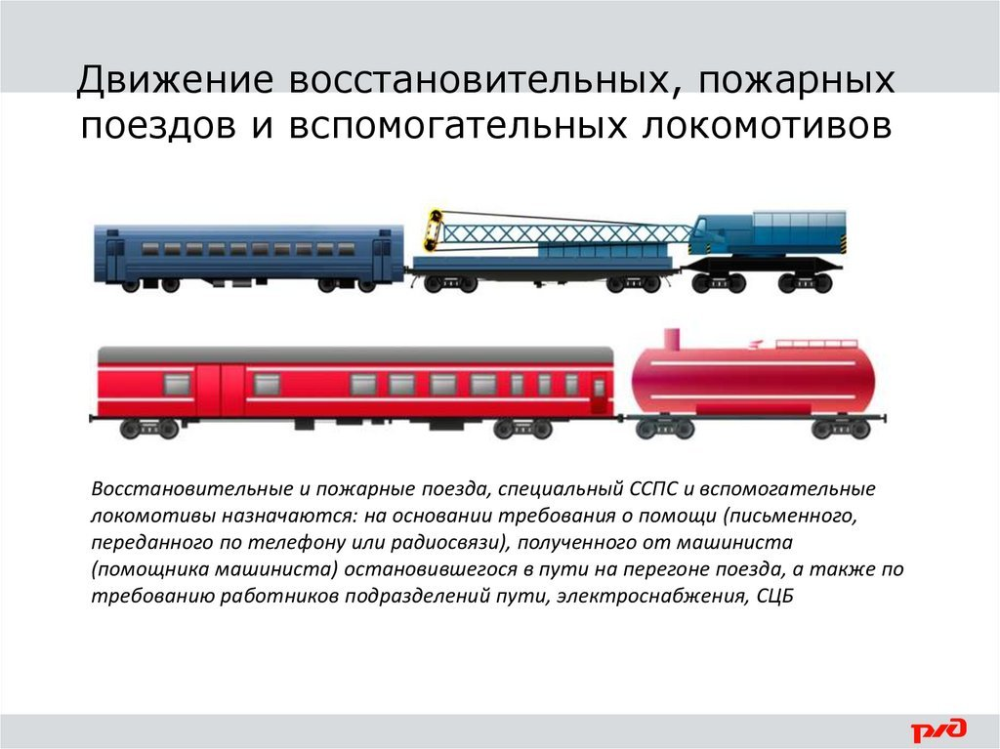 Движение восстановительных, пожарных
поездов и вспомогательных локомотивов
Восстановительные и пожарные поезда, специальный ССПС и вспомогательные
локомотивы назначаются: на основании требования о помощи (письменного,
переданного по телефону или радиосвязи), полученного от машиниста
(помощника машиниста) остановившегося в пути на перегоне поезда, а также по
требованию работников подразделений пути, электроснабжения, СЦБ
РЖД